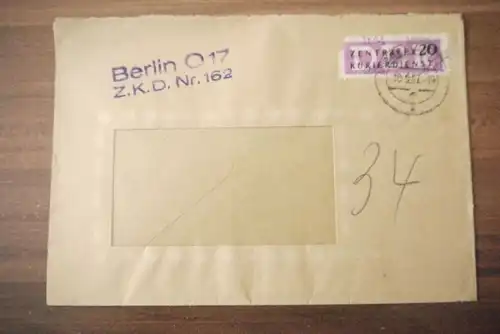 Berlin O 17
Z.K.D. Nr. 162
ZENTRALER 20
KURIERDIENST
34